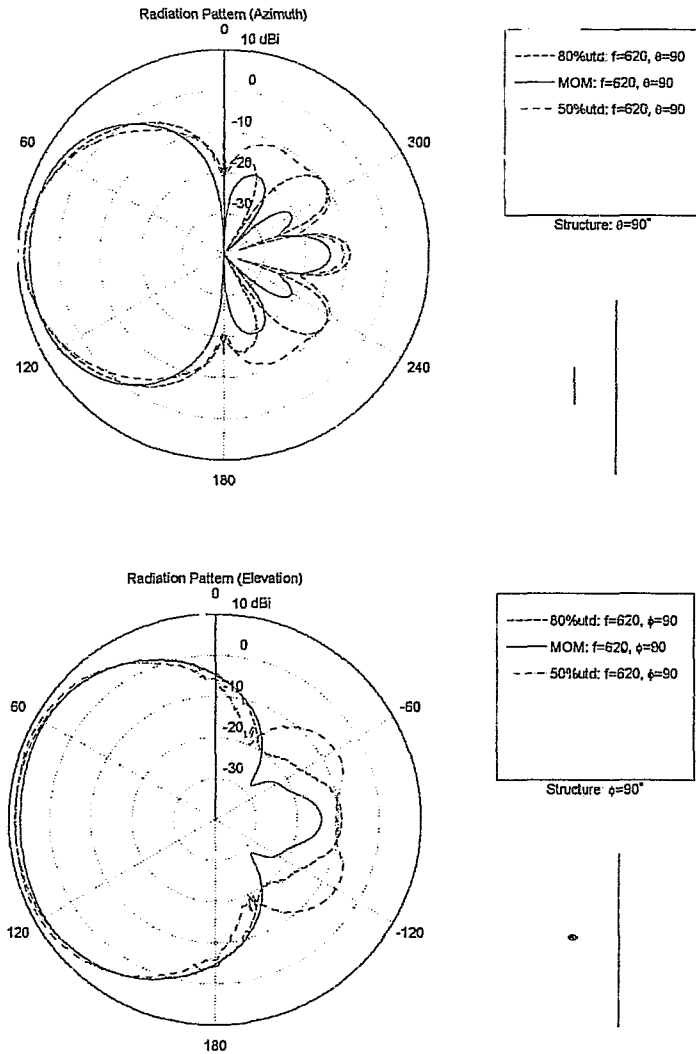 Radiation Pattern (Azimuth)
0
10 dBi
0
-10
-20
-30
60
300
120
240
180
80%utd: f=620, θ=90
MOM: f=620, θ=90
50%utd: f=620, θ=90
Structure: θ=90°
Radiation Pattern (Elevation)
0
10 dBi
0
-10
-20
-30
60
-60
120
-120
180
80%utd: f=620, ϕ=90
MOM: f=620, ϕ=90
50%utd: f=620, ϕ=90
Structure: ϕ=90°